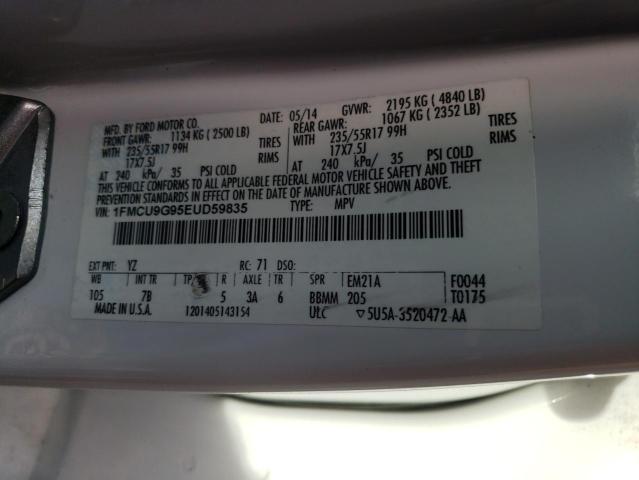 MFD. BY FORD MOTOR CO. DATE: 05/14 GVWR: 2195 KG ( 4840 LB)
FRONT GAWR: 1134 KG ( 2500 LB) REAR GAWR: 1067 KG ( 2352 LB)
WITH 235/55R17 99H TIRES WITH 235/55R17 99H TIRES
17X7.5J RIMS 17X7.5J RIMS
AT 240 kPa/ 35 PSI COLD AT 240 kPa/ 35 PSI COLD
THIS VEHICLE CONFORMS TO ALL APPLICABLE FEDERAL MOTOR VEHICLE SAFETY AND THEFT
PREVENTION STANDARDS IN EFFECT ON THE DATE OF MANUFACTURE SHOWN ABOVE.
VIN: 1FMCU9G95EUD59835 TYPE: MPV
EXT PNT: YZ RC: 71 DSO:
WB INT TR TP R AXLE TR SPR EM21A F0044
105 7B 5 3A 6 BBMM 205 T0175
MADE IN U.S.A. 1201405143154 ULC ▽5U5A-3520472-AA